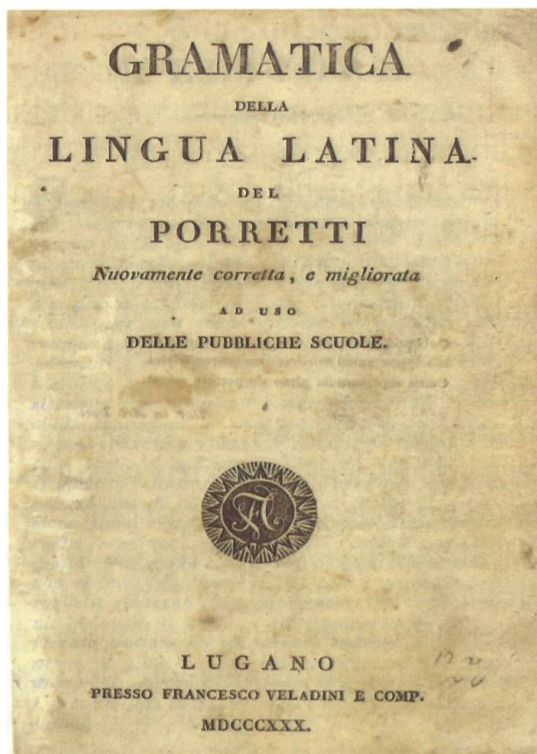 GRAMATICA
DELLA
LINGUA LATINA
DEL
PORRETTI
Nuovamente corretta, e migliorata
AD USO
DELLE PUBBLICHE SCUOLE.
LUGANO
PRESSO FRANCESCO VELADINI E COMP.
MDCCCXXX.